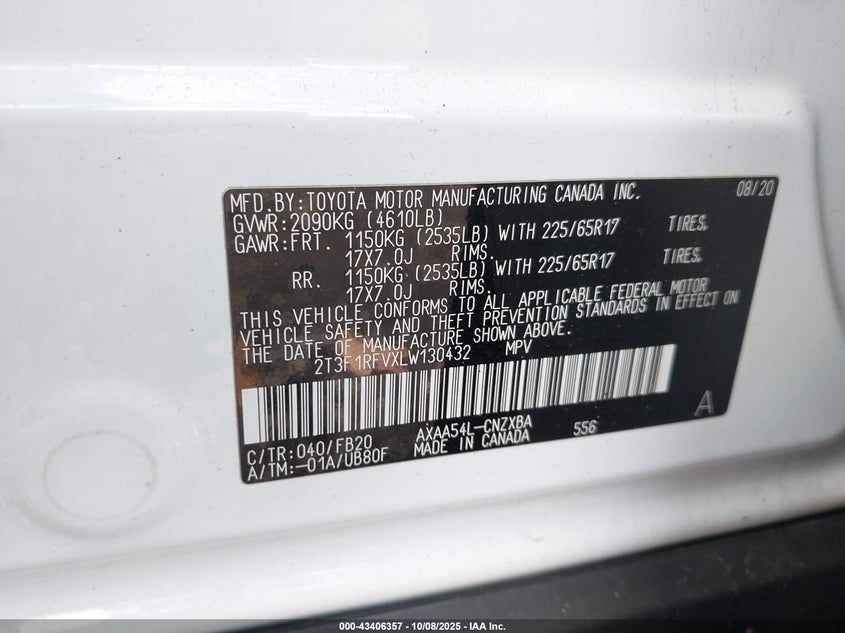 MFD. BY: TOYOTA MOTOR MANUFACTURING CANADA INC. 08/20
GVWR: 2090KG (4610LB)
GAWR: FRT. 1150KG (2535LB) WITH 225/65R17 TIRES.
17X7.0J RIMS.
RR. 1150KG (2535LB) WITH 225/65R17 TIRES.
17X7.0J RIMS.
THIS VEHICLE CONFORMS TO ALL APPLICABLE FEDERAL MOTOR
VEHICLE SAFETY AND THEFT PREVENTION STANDARDS IN EFFECT ON
THE DATE OF MANUFACTURE SHOWN ABOVE.
2T3F1RFVXLW130432 MPV
A
C/TR: 040/FB20 AXAA54L-CNZXBA 556
A/TM: -01A/UB80F MADE IN CANADA
000-43406357 - 10/08/2025 - IAA Inc.